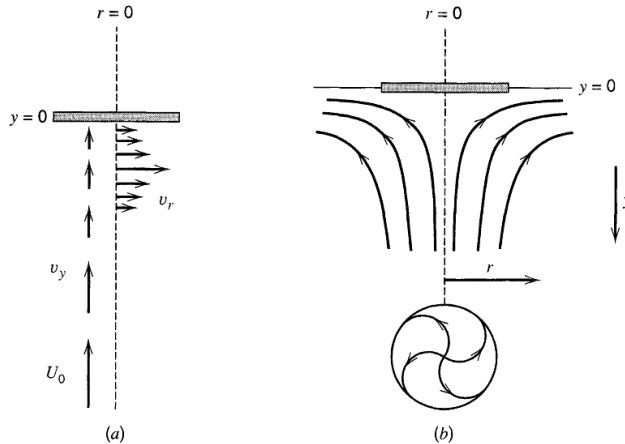 r = 0
y = 0
v_r
v_y
U_0
(a)
r = 0
y = 0
r
(b)